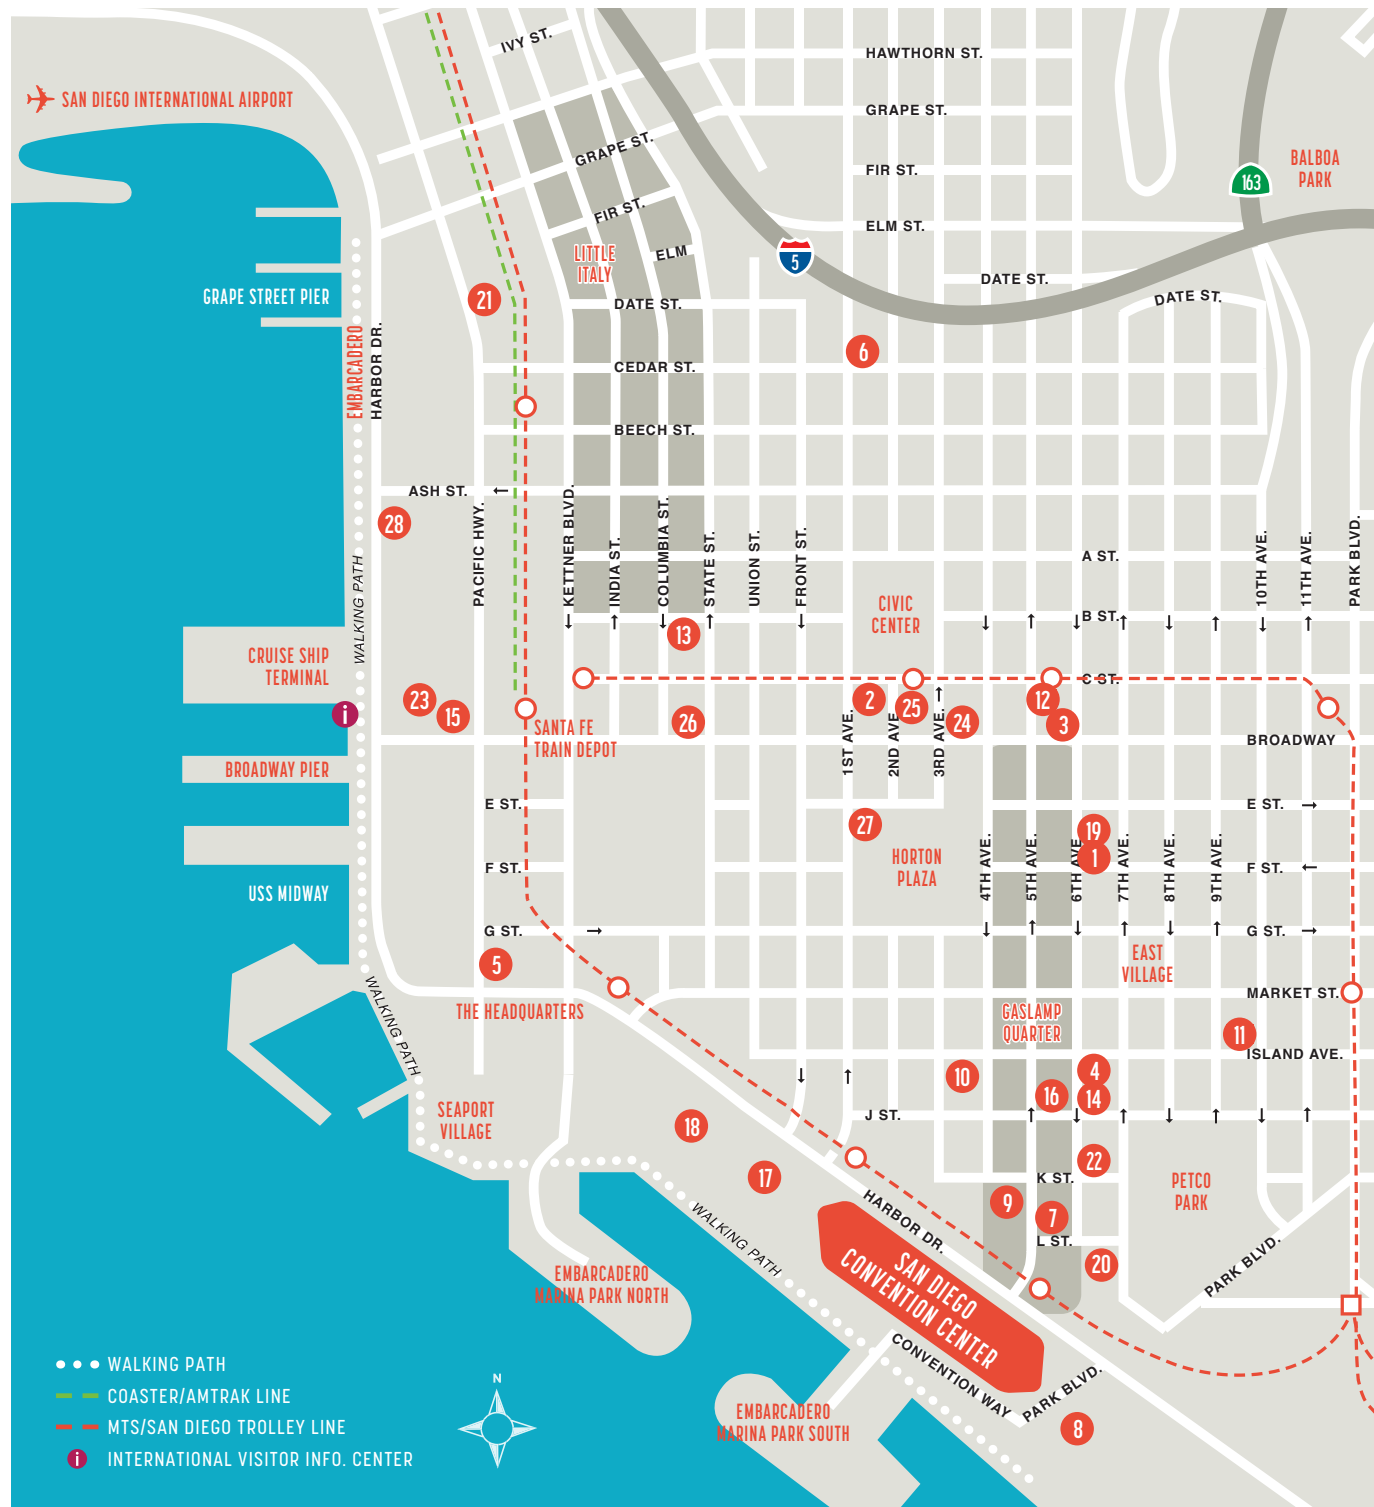 IVY ST.
HAWTHORN ST.
SAN DIEGO INTERNATIONAL AIRPORT
GRAPE ST.
GRAPE ST.
FIR ST.
BALBOA
PARK
163
FIR ST.
ELM ST.
LITTLE
ITALY
ELM
5
DATE ST.
GRAPE STREET PIER
21
DATE ST.
DATE ST.
EMBARCADERO
HARBOR DR.
6
CEDAR ST.
BEECH ST.
ASH ST.
28
PACIFIC HWY.
KETTNER BLVD.
INDIA ST.
COLUMBIA ST.
STATE ST.
UNION ST.
FRONT ST.
A ST.
10TH AVE.
11TH AVE.
PARK BLVD.
WALKING PATH
CIVIC
CENTER
B ST.
13
CRUISE SHIP
TERMINAL
C ST.
23
15
i
SANTA FE
TRAIN DEPOT
26
2
25
24
12
3
1ST AVE.
2ND AVE.
3RD AVE.
BROADWAY
BROADWAY PIER
E ST.
E ST.
27
19
1
HORTON
PLAZA
4TH AVE.
5TH AVE.
6TH AVE.
7TH AVE.
8TH AVE.
9TH AVE.
F ST.
F ST.
USS MIDWAY
G ST.
G ST.
5
EAST
VILLAGE
MARKET ST.
WALKING PATH
THE HEADQUARTERS
GASLAMP
QUARTER
11
ISLAND AVE.
10
4
16
14
SEAPORT
VILLAGE
18
J ST.
22
17
K ST.
PETCO
PARK
9
7
HARBOR DR.
WALKING PATH
L ST.
20
PARK BLVD.
SAN DIEGO
CONVENTION CENTER
EMBARCADERO
MARINA PARK NORTH
CONVENTION WAY
PARK BLVD.
8
EMBARCADERO
MARINA PARK SOUTH
N
WALKING PATH
COASTER/AMTRAK LINE
MTS/SAN DIEGO TROLLEY LINE
i INTERNATIONAL VISITOR INFO. CENTER